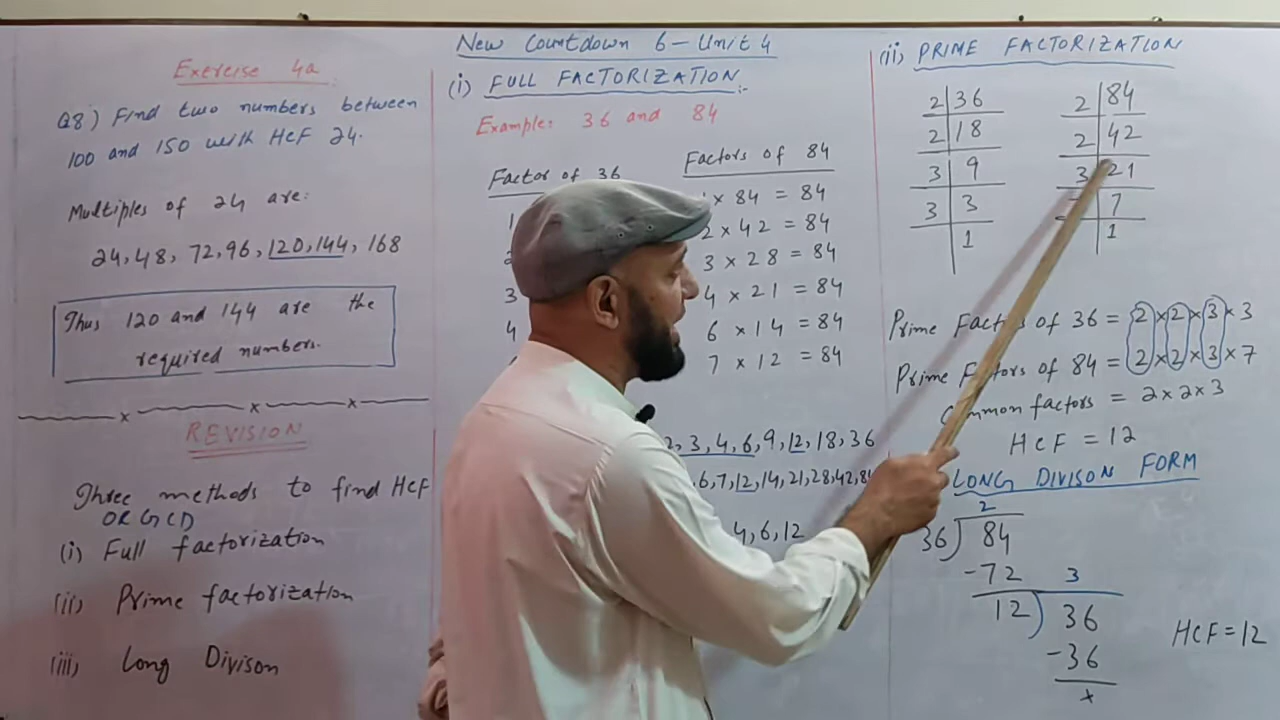 New Countdown 6 - Unit 4
Exercise 4a
Q8) Find two numbers between
100 and 150 with HCF 24.
Multiples of 24 are:
24, 48, 72, 96, 120, 144, 168
Thus 120 and 144 are the
required numbers.
REVISION
Three methods to find HCF
OR GCD
(i) Full factorization
(ii) Prime factorization
(iii) Long Divison
(i) FULL FACTORIZATION :-
Example: 36 and 84
Factor of 36
1
3
4
Factors of 84
× 84 = 84
2 × 42 = 84
3 × 28 = 84
4 × 21 = 84
6 × 14 = 84
7 × 12 = 84
2, 3, 4, 6, 9, 12, 18, 36
6, 7, 12, 14, 21, 28, 42, 84
4, 6, 12
(ii) PRIME FACTORIZATION
2 | 36
2 | 18
3 | 9
3 | 3
1
2 | 84
2 | 42
3 | 21
7
1
Prime Factors of 36 = 2 × 2 × 3 × 3
Prime Factors of 84 = 2 × 2 × 3 × 7
Common factors = 2 × 2 × 3
HCF = 12
LONG DIVISON FORM
2
36 ) 84
- 72 3
12 ) 36
- 36
×
HCF = 12